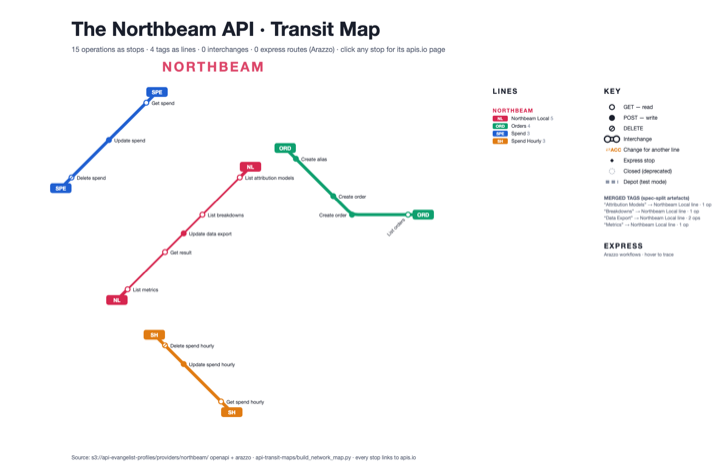 The Northbeam API · Transit Map
15 operations as stops · 4 tags as lines · 0 interchanges · 0 express routes (Arazzo) · click any stop for its apis.io page
NORTHBEAM
SPE
Get spend
Update spend
Delete spend
SPE
ORD
Create alias
Create order
Create order
List orders
ORD
NL
List attribution models
List breakdowns
Update data export
Get result
List metrics
NL
SH
Delete spend hourly
Update spend hourly
Get spend hourly
SH
LINES
NORTHBEAM
NL Northbeam Local 5
ORD Orders 4
SPE Spend 3
SH Spend Hourly 3
KEY
GET — read
POST — write
DELETE
Interchange
ACC Change for another line
Express stop
Closed (deprecated)
Depot (test mode)
MERGED TAGS (spec-split artefacts)
"Attribution Models" → Northbeam Local line · 1 op
"Breakdowns" → Northbeam Local line · 1 op
"Data Export" → Northbeam Local line · 2 ops
"Metrics" → Northbeam Local line · 1 op
EXPRESS
Arazzo workflows · hover to trace
Source: s3://api-evangelist-profiles/providers/northbeam/ openapi + arazzo · api-transit-maps/build_network_map.py · every stop links to apis.io